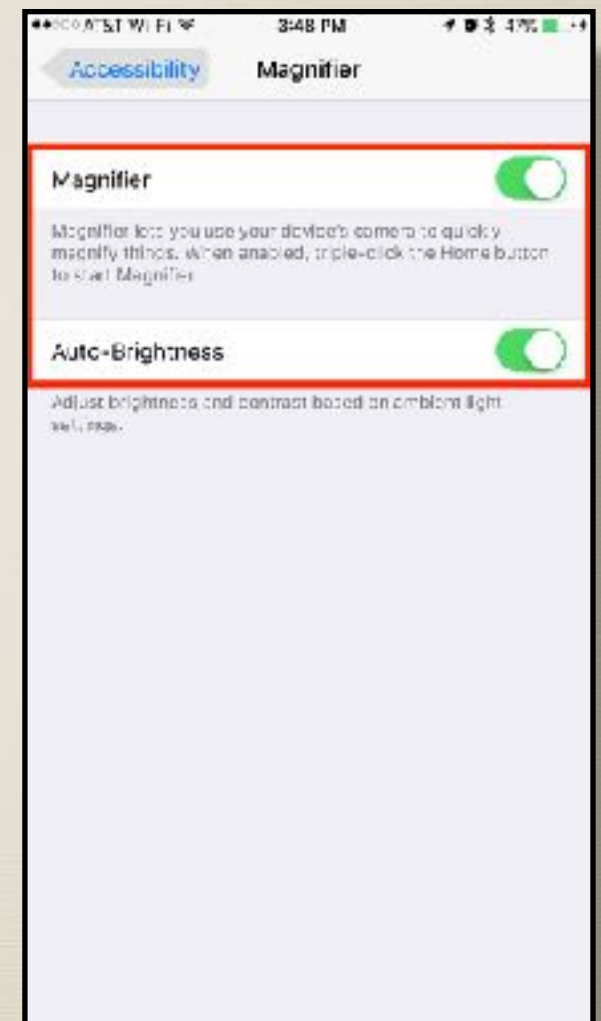 AT&T Wi-Fi 3:48 PM 47%
Accessibility Magnifier
Magnifier
Magnifier lets you use your device's camera to quickly
magnify things. When enabled, triple-click the Home button
to start Magnifier.
Auto-Brightness
Adjust brightness and contrast based on ambient light
settings.